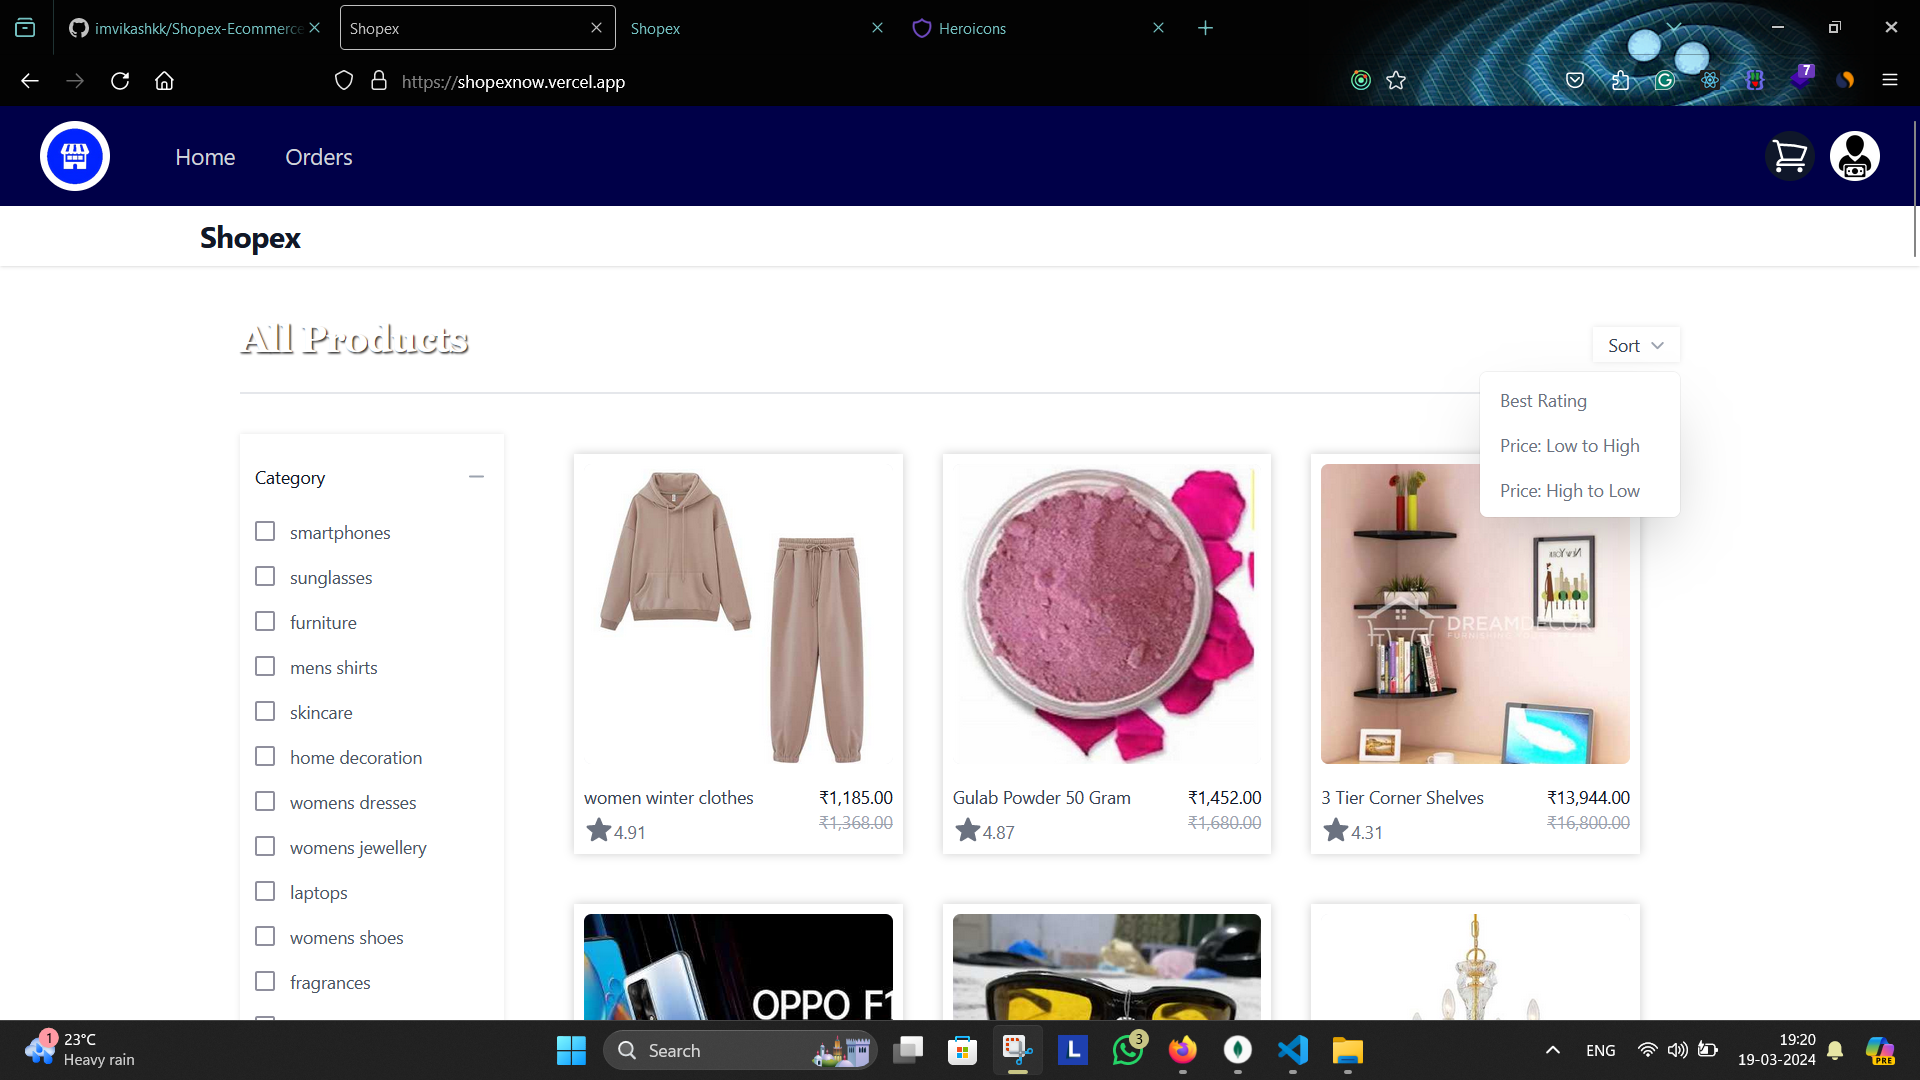 imvikashkk/Shopex-Ecommerce
Shopex
Shopex
Heroicons
https://shopexnow.vercel.app
7
Home
Orders
Shopex
All Products
Sort
Best Rating
Price: Low to High
Price: High to Low
Category
smartphones
sunglasses
furniture
mens shirts
skincare
home decoration
womens dresses
womens jewellery
laptops
womens shoes
fragrances
women winter clothes
₹1,185.00
4.91
₹1,368.00
Gulab Powder 50 Gram
₹1,452.00
4.87
₹1,680.00
DREAMDECOR
3 Tier Corner Shelves
₹13,944.00
4.31
₹16,800.00
OPPO F1
1
23°C
Heavy rain
Search
L
3
ENG
19:20
19-03-2024
PRE